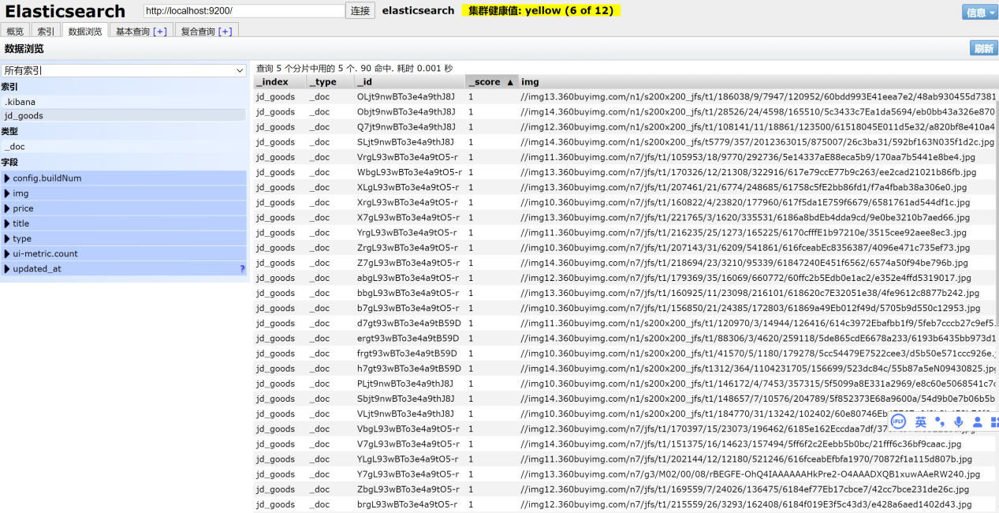 Elasticsearch http://localhost:9200/ 连接 elasticsearch 集群健康值: yellow (6 of 12) 信息
概览 索引 数据浏览 基本查询 [+] 复合查询 [+]
数据浏览 刷新
所有索引
索引
.kibana
jd_goods
类型
_doc
字段
config.buildNum
img
price
title
type
ui-metric.count
updated_at ?
查询 5 个分片中用的 5 个. 90 命中. 耗时 0.001 秒
_index _type _id _score ▲ img
jd_goods _doc OLjt9nwBTo3e4a9thJ8J 1 //img13.360buyimg.com/n1/s200x200_jfs/t1/186038/9/7947/120952/60bdd993E41eea7e2/48ab930455d7381
jd_goods _doc Objt9nwBTo3e4a9thJ8J 1 //img14.360buyimg.com/n1/s200x200_jfs/t1/28526/24/4598/165510/5c3433c7Ea1da5694/eb0bb43a326e870
jd_goods _doc Q7jt9nwBTo3e4a9thJ8J 1 //img12.360buyimg.com/n1/s200x200_jfs/t1/108141/11/18861/123500/61518045E011d5e32/a820bf8e410a4
jd_goods _doc SLjt9nwBTo3e4a9thJ8J 1 //img14.360buyimg.com/n1/s200x200_jfs/t5779/357/2012363015/875007/26c3ba31/592bf163N035f1d2c.jpg
jd_goods _doc VrgL93wBTo3e4a9tO5-r 1 //img11.360buyimg.com/n7/jfs/t1/105953/18/9770/292736/5e14337aE88eca5b9/170aa7b5441e8be4.jpg
jd_goods _doc WbgL93wBTo3e4a9tO5-r 1 //img13.360buyimg.com/n7/jfs/t1/170326/12/21308/322916/617e79ccE77b9c263/ee2cad21021b86fb.jpg
jd_goods _doc XLgL93wBTo3e4a9tO5-r 1 //img13.360buyimg.com/n7/jfs/t1/207461/21/6774/248685/61758c5fE2bb86fd1/f7a4fbab38a306e0.jpg
jd_goods _doc XrgL93wBTo3e4a9tO5-r 1 //img10.360buyimg.com/n7/jfs/t1/160822/4/23820/177960/617f5da1E759f6679/6581761ad544df1c.jpg
jd_goods _doc X7gL93wBTo3e4a9tO5-r 1 //img13.360buyimg.com/n7/jfs/t1/221765/3/1620/335531/6186a8bdEb4dda9cd/9e0be3210b7aed66.jpg
jd_goods _doc YrgL93wBTo3e4a9tO5-r 1 //img11.360buyimg.com/n7/jfs/t1/216235/25/1273/165225/6170cfffE1b97210e/3515cee92aee8ec3.jpg
jd_goods _doc ZrgL93wBTo3e4a9tO5-r 1 //img10.360buyimg.com/n7/jfs/t1/207143/31/6209/541861/616fceabEc8356387/4096e471c735ef73.jpg
jd_goods _doc Z7gL93wBTo3e4a9tO5-r 1 //img14.360buyimg.com/n7/jfs/t1/218694/23/3210/95339/61847240E451f6562/6574a50f94be796b.jpg
jd_goods _doc abgL93wBTo3e4a9tO5-r 1 //img12.360buyimg.com/n7/jfs/t1/179369/35/16069/660772/60ffc2b5Edb0e1ac2/e352e4ffd5319017.jpg
jd_goods _doc bbgL93wBTo3e4a9tO5-r 1 //img13.360buyimg.com/n7/jfs/t1/160925/11/23098/216101/618620c7E32051e38/4fe9612c8877b242.jpg
jd_goods _doc b7gL93wBTo3e4a9tO5-r 1 //img10.360buyimg.com/n7/jfs/t1/156850/21/24385/172803/61869a49Eb012f49d/5705b9d550c12953.jpg
jd_goods _doc d7gt93wBTo3e4a9tB59D 1 //img11.360buyimg.com/n1/s200x200_jfs/t1/120970/3/14944/126416/614c3972Ebafbb1f9/5feb7cccb27c9ef5.
jd_goods _doc ergt93wBTo3e4a9tB59D 1 //img14.360buyimg.com/n1/s200x200_jfs/t1/88306/3/4620/259118/5de865cdE6678a233/6193b6435bb973d1
jd_goods _doc frgt93wBTo3e4a9tB59D 1 //img10.360buyimg.com/n1/s200x200_jfs/t1/41570/5/1180/179278/5cc54479E7522cee3/d5b50e571ccc926e.
jd_goods _doc h7gt93wBTo3e4a9tB59D 1 //img14.360buyimg.com/n1/s200x200_jfs/t1312/364/1104231705/156699/523dc84c/55b87a5eN09430825.jpg
jd_goods _doc PLjt9nwBTo3e4a9thJ8J 1 //img10.360buyimg.com/n1/s200x200_jfs/t1/146172/4/7453/357315/5f5099a8E331a2969/e8c60e5068541c7c
jd_goods _doc Sbjt9nwBTo3e4a9thJ8J 1 //img14.360buyimg.com/n1/s200x200_jfs/t1/148657/7/10576/204789/5f852373E68a9600a/54d9b0e7b06b5b
jd_goods _doc VLjt9nwBTo3e4a9thJ8J 1 //img10.360buyimg.com/n1/s200x200_jfs/t1/184770/31/13242/102402/60e80746Eb
jd_goods _doc VbgL93wBTo3e4a9tO5-r 1 //img12.360buyimg.com/n7/jfs/t1/170397/15/23073/196462/6185e162Eccdaa7df/
jd_goods _doc V7gL93wBTo3e4a9tO5-r 1 //img14.360buyimg.com/n7/jfs/t1/151375/16/14623/157494/5ff6f2c2Eebb5b0bc/21fff6c36bf9caac.jpg
jd_goods _doc YLgL93wBTo3e4a9tO5-r 1 //img11.360buyimg.com/n7/jfs/t1/202144/12/12180/521246/616fceabEfbfa1970/70872f1a115d807b.jpg
jd_goods _doc Y7gL93wBTo3e4a9tO5-r 1 //img13.360buyimg.com/n7/g3/M02/00/08/rBEGFE-OhQ4IAAAAAAHkPre2-O4AAADXQB1xuwAAeRW240.jpg
jd_goods _doc ZbgL93wBTo3e4a9tO5-r 1 //img12.360buyimg.com/n7/jfs/t1/169559/7/24026/136475/6184ef77Eb17cbce7/42cc7bce231de26c.jpg
jd_goods _doc brgL93wBTo3e4a9tO5-r 1 //img12.360buyimg.com/n7/jfs/t1/215559/26/3293/162408/6184f019E3f5c43d3/e428a6aed1402d43.jpg
iFLY 英